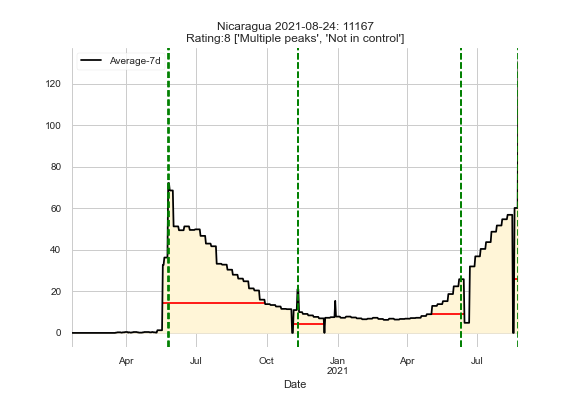 Nicaragua 2021-08-24: 11167
Rating:8 ['Multiple peaks', 'Not in control']
Average-7d
120
100
80
60
40
20
0
Apr Jul Oct Jan Apr Jul
2021
Date